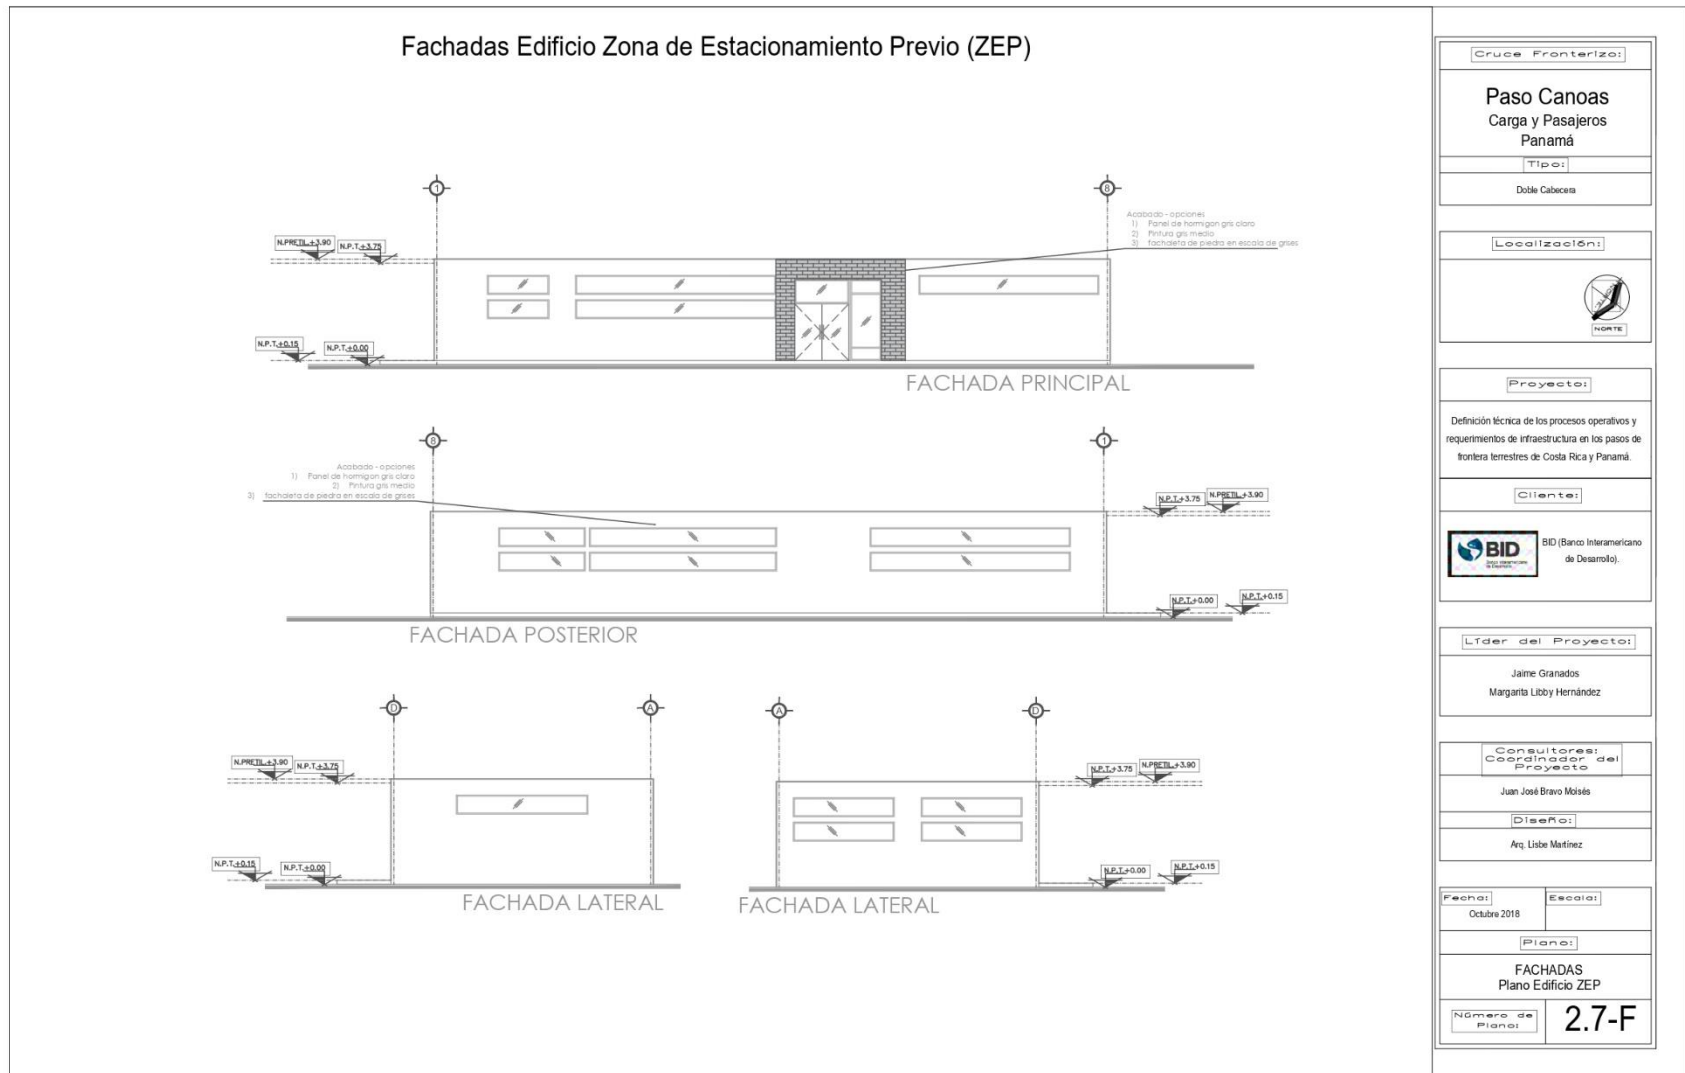 Fachadas Edificio Zona de Estacionamiento Previo (ZEP)
1
8
Acabado - opciones
1) Panel de hormigon gris claro
2) Pintura gris medio
3) fachaleta de piedra en escala de grises
N.PRETIL.+3.90
N.P.T.+3.75
N.P.T.+0.15
N.P.T.+0.00
FACHADA PRINCIPAL
8
1
Acabado - opciones
1) Panel de hormigon gris claro
2) Pintura gris medio
3) fachaleta de piedra en escala de grises
N.P.T.+3.75
N.PRETIL.+3.90
N.P.T.+0.00
N.P.T.+0.15
FACHADA POSTERIOR
D
A
N.PRETIL.+3.90
N.P.T.+3.75
N.P.T.+0.15
N.P.T.+0.00
FACHADA LATERAL
A
D
N.P.T.+3.75
N.PRETIL.+3.90
N.P.T.+0.00
N.P.T.+0.15
FACHADA LATERAL
Cruce Fronterizo:
Paso Canoas
Carga y Pasajeros
Panamá
Tipo:
Doble Cabecera
Localización:
NORTE
Proyecto:
Definición técnica de los procesos operativos y
requerimientos de infraestructura en los pasos de
frontera terrestres de Costa Rica y Panamá.
Cliente:
BID
Banco Interamericano
de Desarrollo
BID (Banco Interamericano
de Desarrollo).
Líder del Proyecto:
Jaime Granados
Margarita Libby Hernández
Consultores:
Coordinador del
Proyecto
Juan José Bravo Moisés
Diseño:
Arq. Lisbe Martínez
Fecha:
Octubre 2018
Escala:
Plano:
FACHADAS
Plano Edificio ZEP
Número de
Plano:
2.7-F